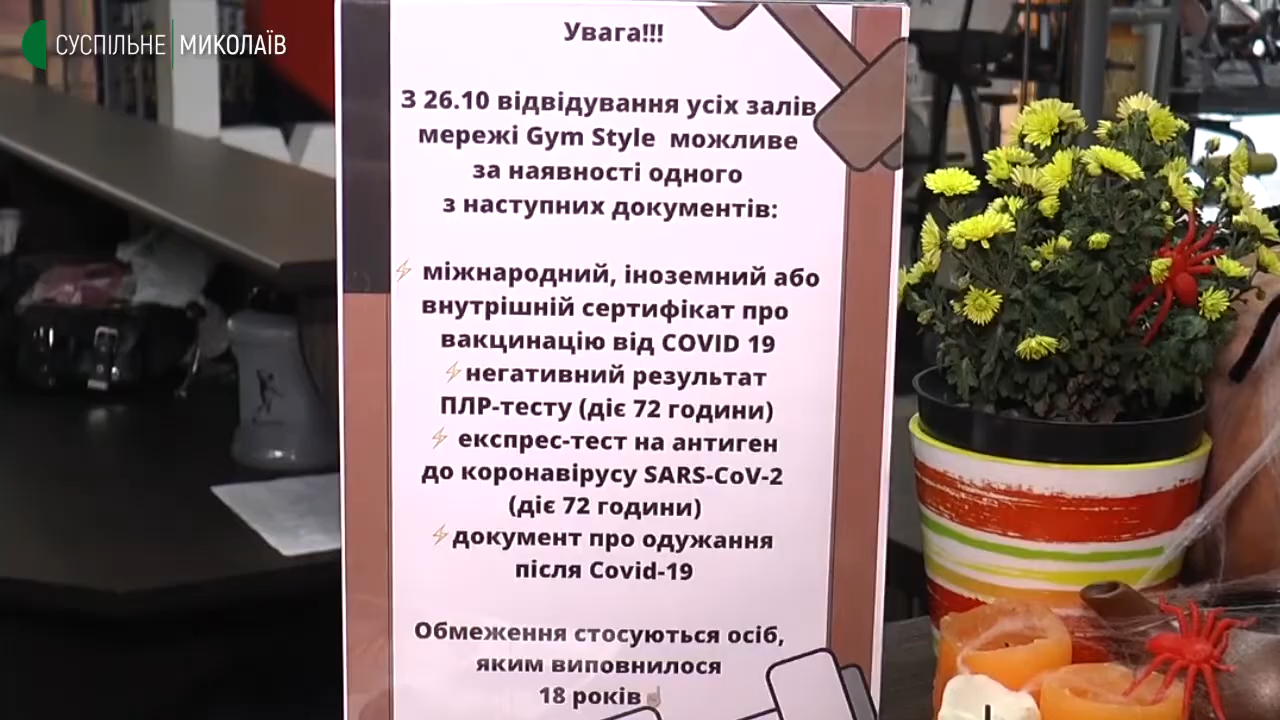 СУСПІЛЬНЕ МИКОЛАЇВ
Увага!!!
З 26.10 відвідування усіх залів
мережі Gym Style можливе
за наявності одного
з наступних документів:
⚡ міжнародний, іноземний або
внутрішній сертифікат про
вакцинацію від COVID 19
⚡негативний результат
ПЛР-тесту (діє 72 години)
⚡ експрес-тест на антиген
до коронавірусу SARS-CoV-2
(діє 72 години)
⚡документ про одужання
після Covid-19
Обмеження стосуються осіб,
яким виповнилося
18 років☝